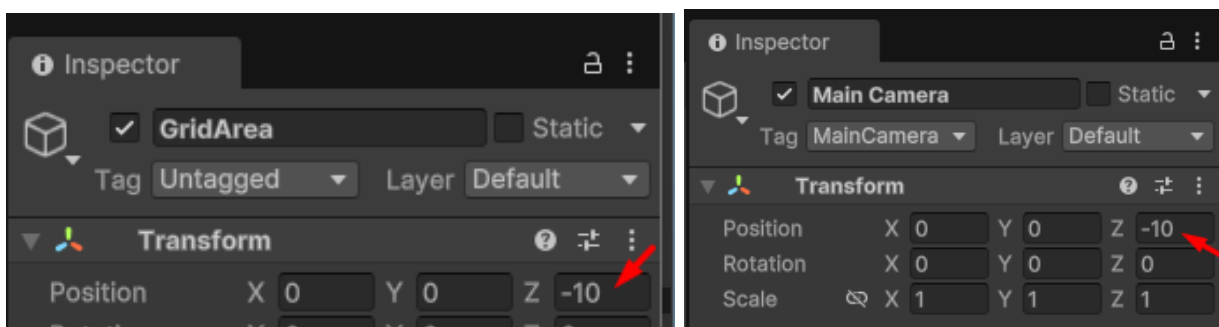 Inspector
GridArea
Static
Tag Untagged Layer Default
Transform
Position X 0 Y 0 Z -10
Inspector
Main Camera
Static
Tag MainCamera Layer Default
Transform
Position X 0 Y 0 Z -10
Rotation X 0 Y 0 Z 0
Scale X 1 Y 1 Z 1